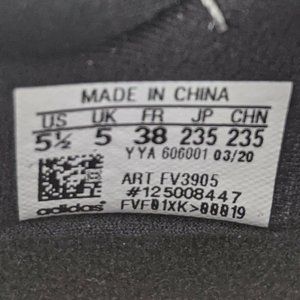 MADE IN CHINA
US UK FR JP CHN
5½ 5 38 235 235
YYA 606001 03/20
ART FV3905
#125008447
adidas FVF01XK>00019